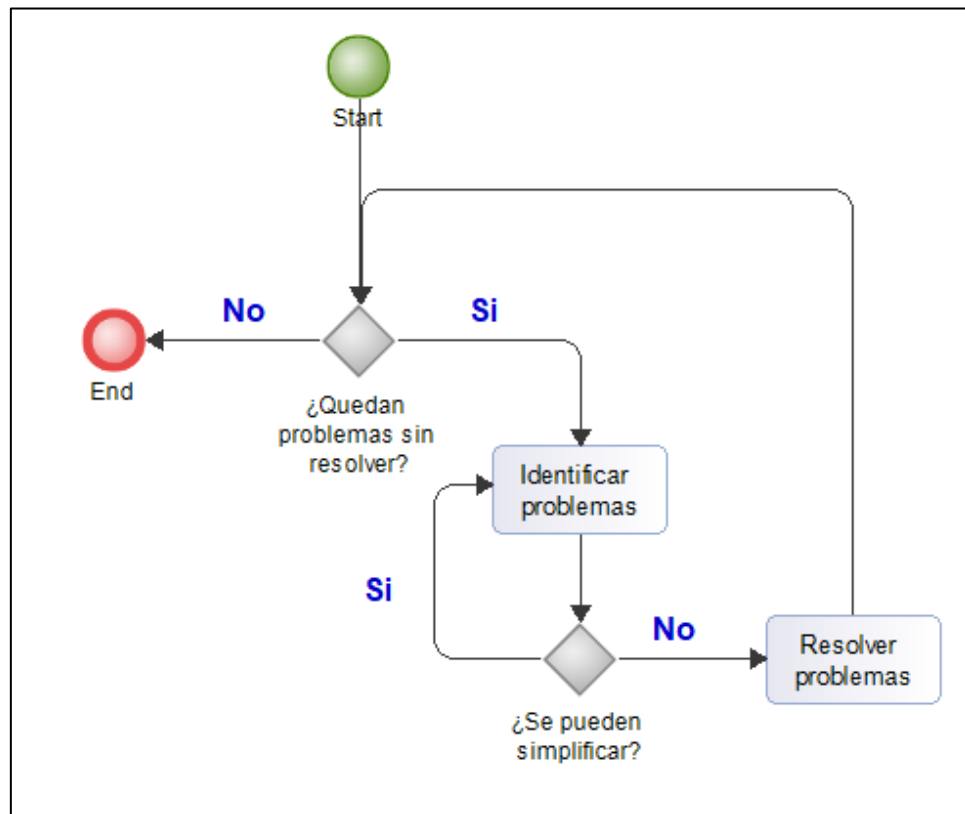 Start
No
Si
End
¿Quedan
problemas sin
resolver?
Identificar
problemas
Si
No
Resolver
problemas
¿Se pueden
simplificar?